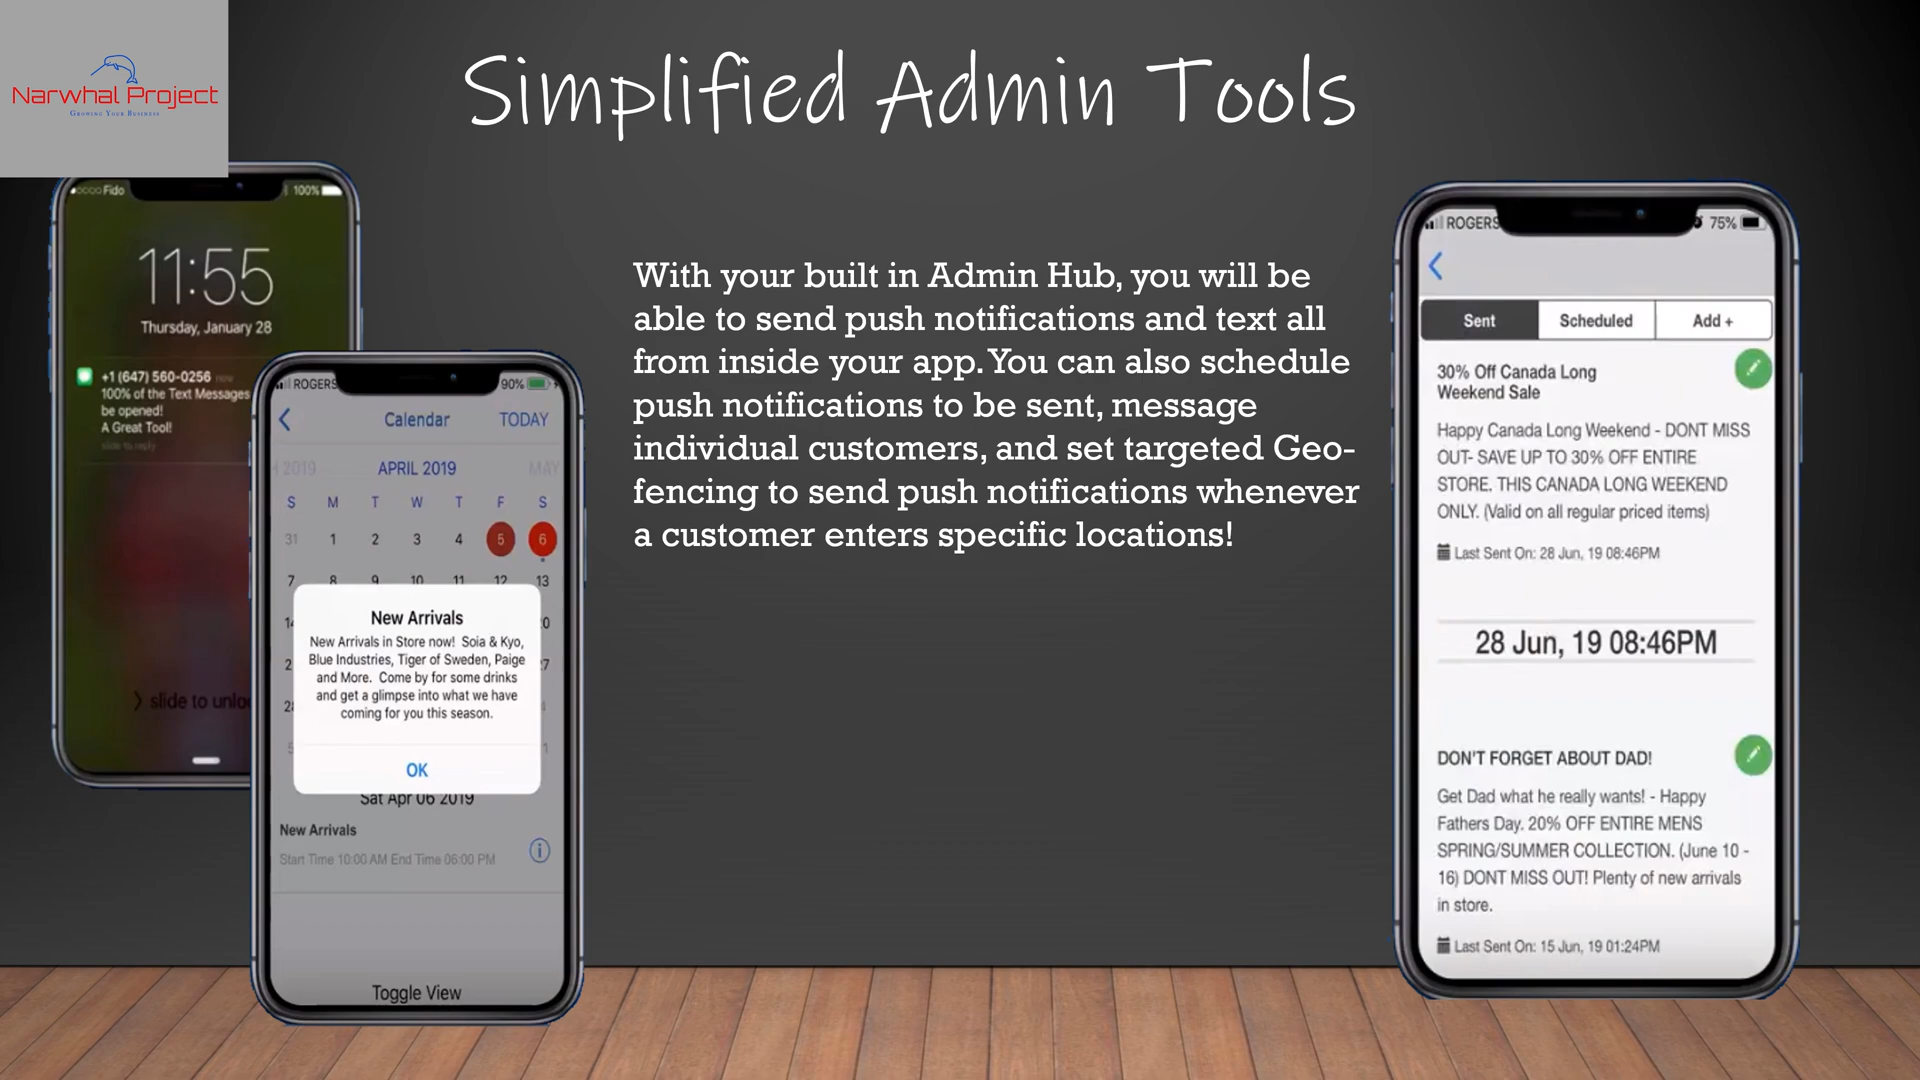 Narwhal Project
Growing Your Business
Simplified Admin Tools
Fido
100%
11:55
Thursday, January 28
+1 (647) 560-0256 now
100% of the Text Messages
be opened!
A Great Tool!
slide to reply
slide to unlo
ROGERS
90%
Calendar
TODAY
2019
APRIL 2019
MAY
S M T W T F S
31 1 2 3 4 5 6
7 8 9 10 11 12 13
New Arrivals
New Arrivals in Store now! Soia & Kyo,
Blue Industries, Tiger of Sweden, Paige
and More. Come by for some drinks
and get a glimpse into what we have
coming for you this season.
OK
Sat Apr 06 2019
New Arrivals
Start Time 10:00 AM End Time 06:00 PM
Toggle View
With your built in Admin Hub, you will be
able to send push notifications and text all
from inside your app. You can also schedule
push notifications to be sent, message
individual customers, and set targeted Geo-
fencing to send push notifications whenever
a customer enters specific locations!
ROGERS
75%
Sent
Scheduled
Add +
30% Off Canada Long
Weekend Sale
Happy Canada Long Weekend - DONT MISS
OUT- SAVE UP TO 30% OFF ENTIRE
STORE. THIS CANADA LONG WEEKEND
ONLY. (Valid on all regular priced items)
Last Sent On: 28 Jun, 19 08:46PM
28 Jun, 19 08:46PM
DON'T FORGET ABOUT DAD!
Get Dad what he really wants! - Happy
Fathers Day. 20% OFF ENTIRE MENS
SPRING/SUMMER COLLECTION. (June 10 -
16) DONT MISS OUT! Plenty of new arrivals
in store.
Last Sent On: 15 Jun, 19 01:24PM